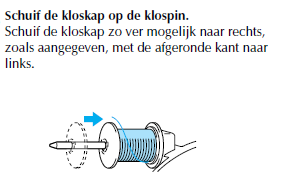 Schuif de kloskap op de klospin.
Schuif de kloskap zo ver mogelijk naar rechts,
zoals aangegeven, met de afgeronde kant naar
links.